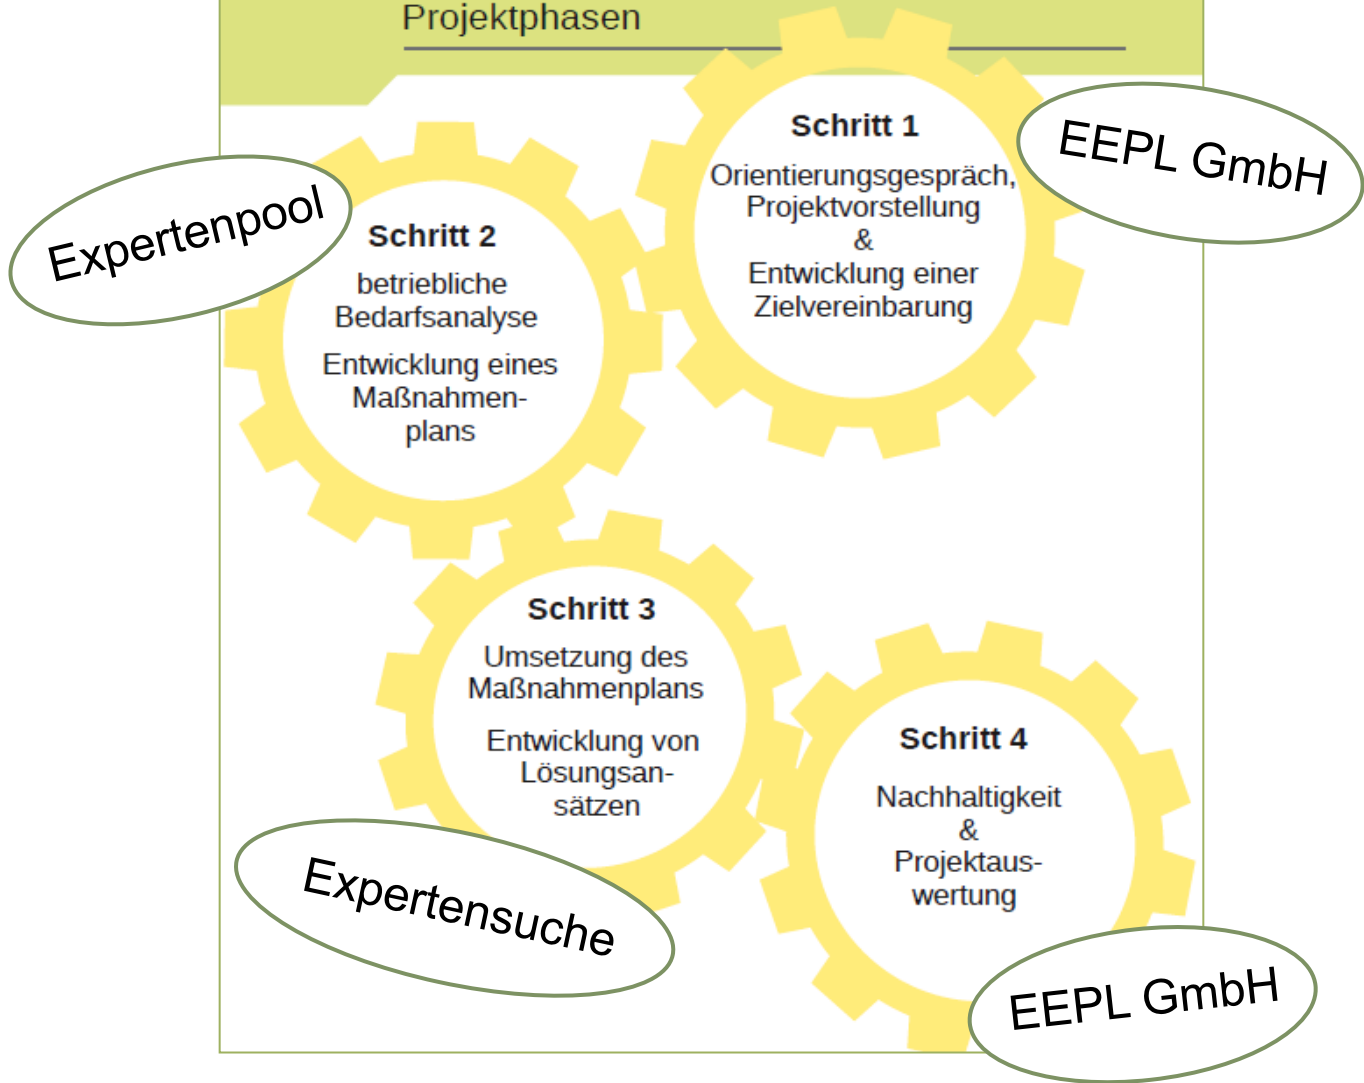 Projektphasen
Schritt 1
Orientierungsgespräch,
Projektvorstellung
&
Entwicklung einer
Zielvereinbarung
EEPL GmbH
Expertenpool
Schritt 2
betriebliche
Bedarfsanalyse
Entwicklung eines
Maßnahmen-
plans
Schritt 3
Umsetzung des
Maßnahmenplans
Entwicklung von
Lösungsan-
sätzen
Expertensuche
Schritt 4
Nachhaltigkeit
&
Projektaus-
wertung
EEPL GmbH